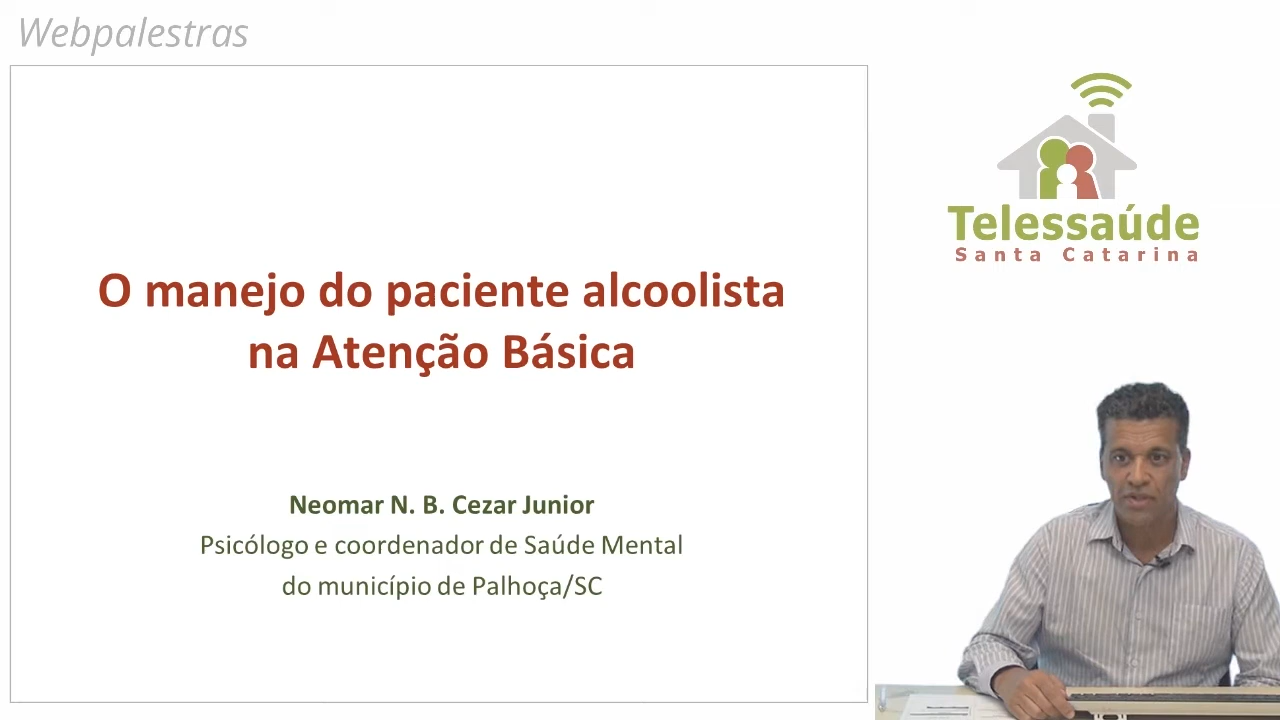 Webpalestras
Telessaúde
Santa Catarina
O manejo do paciente alcoolista
na Atenção Básica
Neomar N. B. Cezar Junior
Psicólogo e coordenador de Saúde Mental
do município de Palhoça/SC